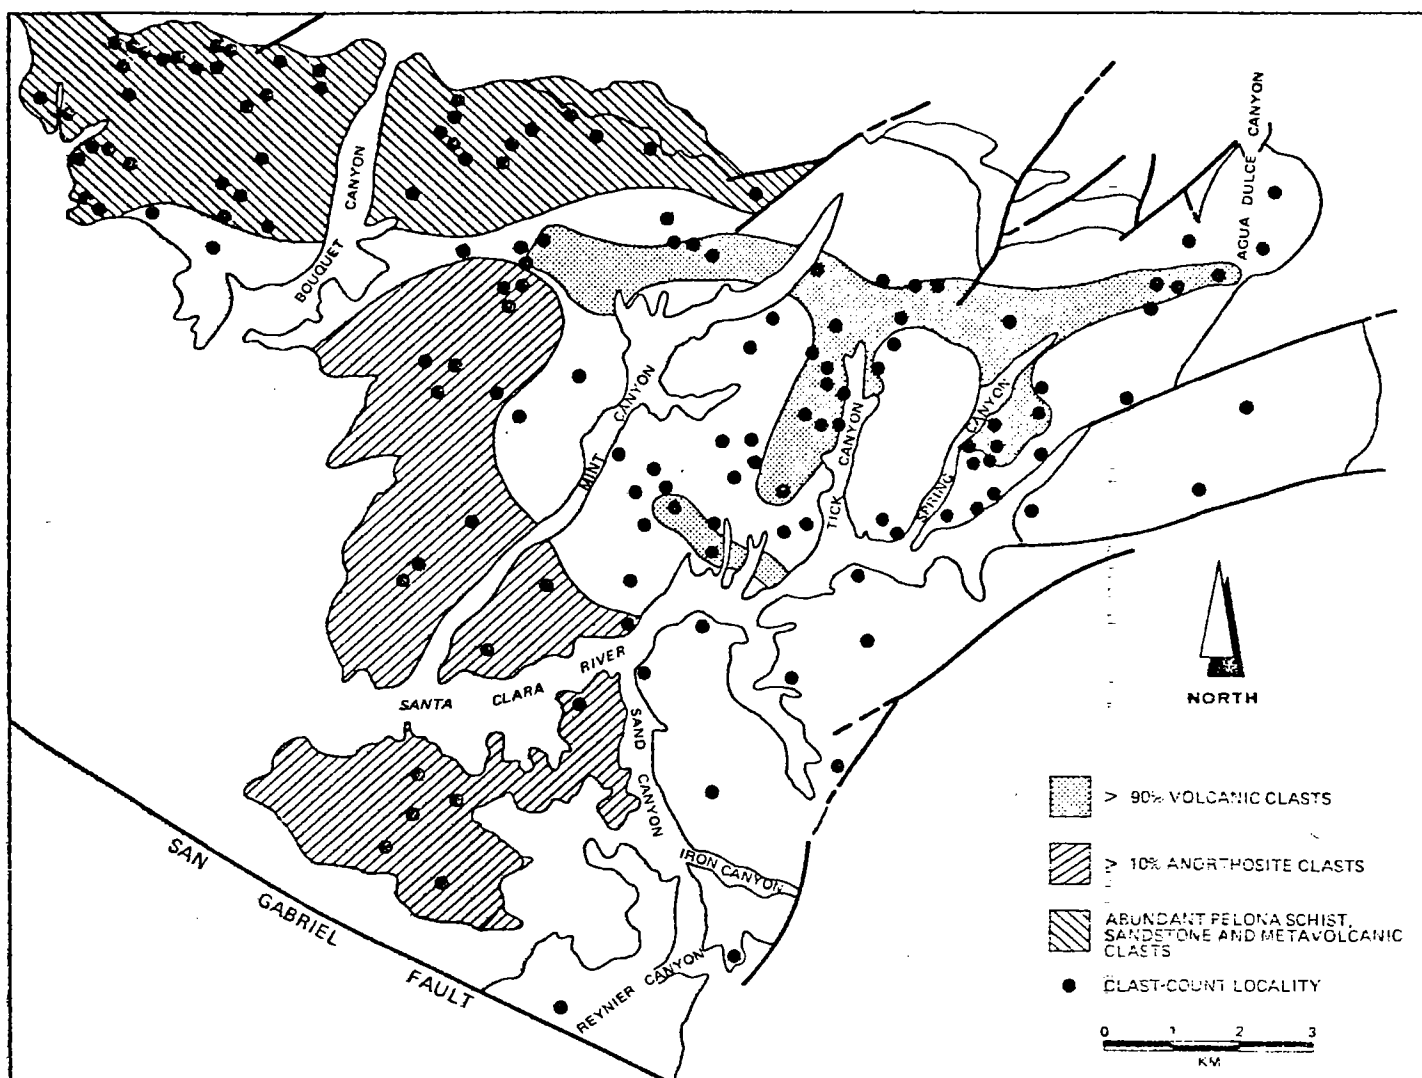 BOUQUET CANYON
AGUA DULCE CANYON
MINT CANYON
TICK CANYON
SPRING CANYON
SANTA CLARA RIVER
SAND CANYON
IRON CANYON
REYNIER CANYON
SAN GABRIEL FAULT
NORTH
> 90% VOLCANIC CLASTS
> 10% ANORTHOSITE CLASTS
ABUNDANT PELONA SCHIST,
SANDSTONE AND METAVOLCANIC
CLASTS
CLAST-COUNT LOCALITY
0 1 2 3
KM